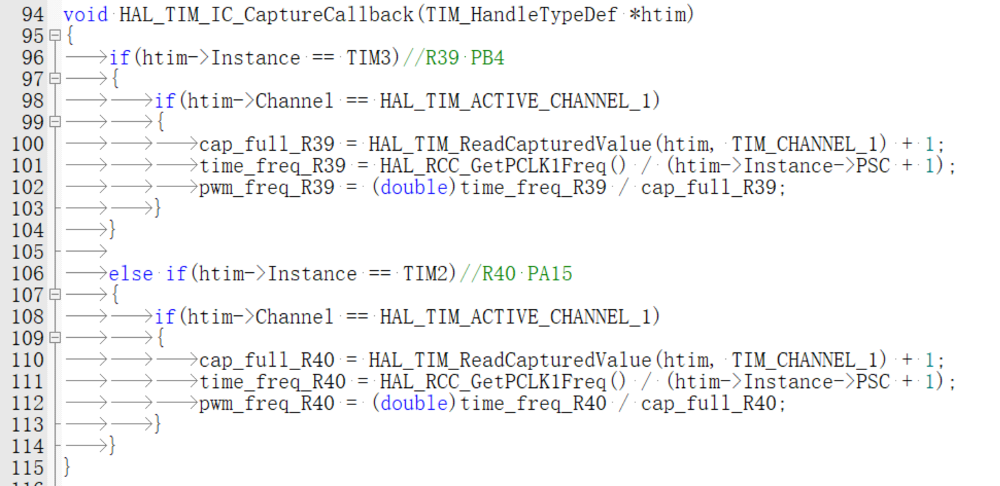 94 void HAL_TIM_IC_CaptureCallback(TIM_HandleTypeDef *htim)
95 {
96 if(htim->Instance == TIM3)//R39 PB4
97 {
98 if(htim->Channel == HAL_TIM_ACTIVE_CHANNEL_1)
99 {
100 cap_full_R39 = HAL_TIM_ReadCapturedValue(htim, TIM_CHANNEL_1) + 1;
101 time_freq_R39 = HAL_RCC_GetPCLK1Freq() / (htim->Instance->PSC + 1);
102 pwm_freq_R39 = (double)time_freq_R39 / cap_full_R39;
103 }
104 }
105
106 else if(htim->Instance == TIM2)//R40 PA15
107 {
108 if(htim->Channel == HAL_TIM_ACTIVE_CHANNEL_1)
109 {
110 cap_full_R40 = HAL_TIM_ReadCapturedValue(htim, TIM_CHANNEL_1) + 1;
111 time_freq_R40 = HAL_RCC_GetPCLK1Freq() / (htim->Instance->PSC + 1);
112 pwm_freq_R40 = (double)time_freq_R40 / cap_full_R40;
113 }
114 }
115 }